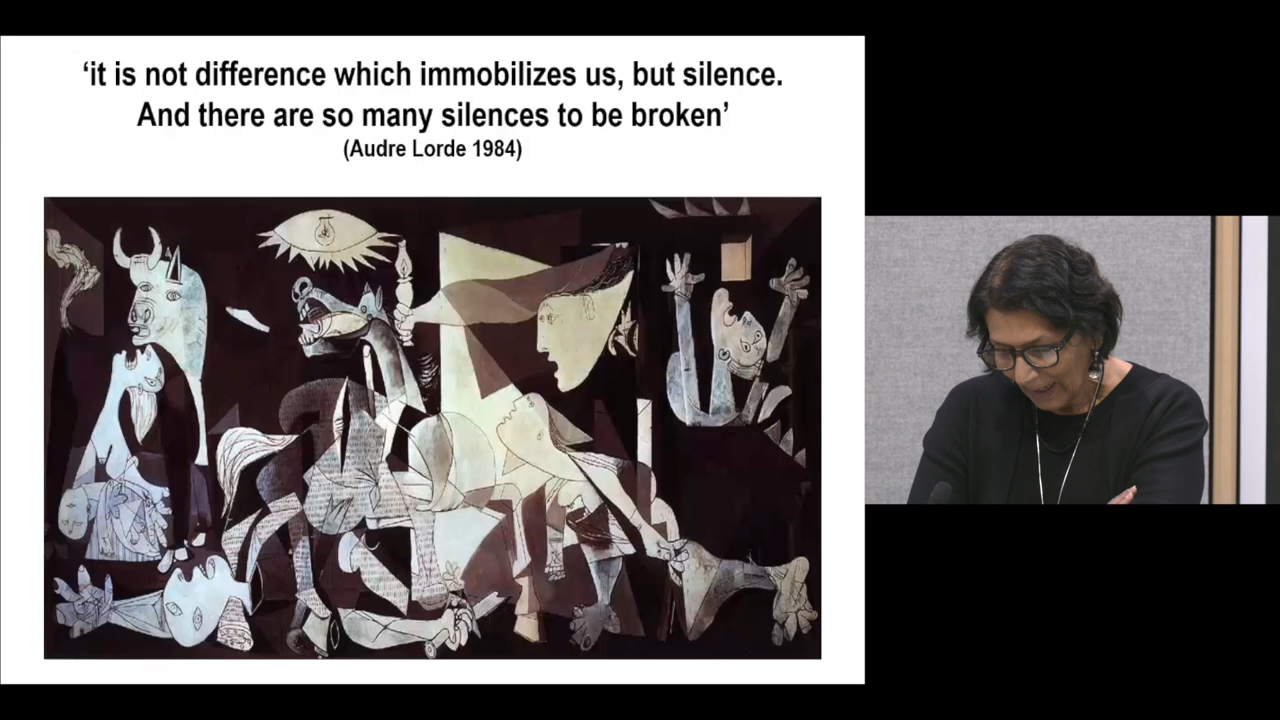 ‘it is not difference which immobilizes us, but silence.
And there are so many silences to be broken’
(Audre Lorde 1984)